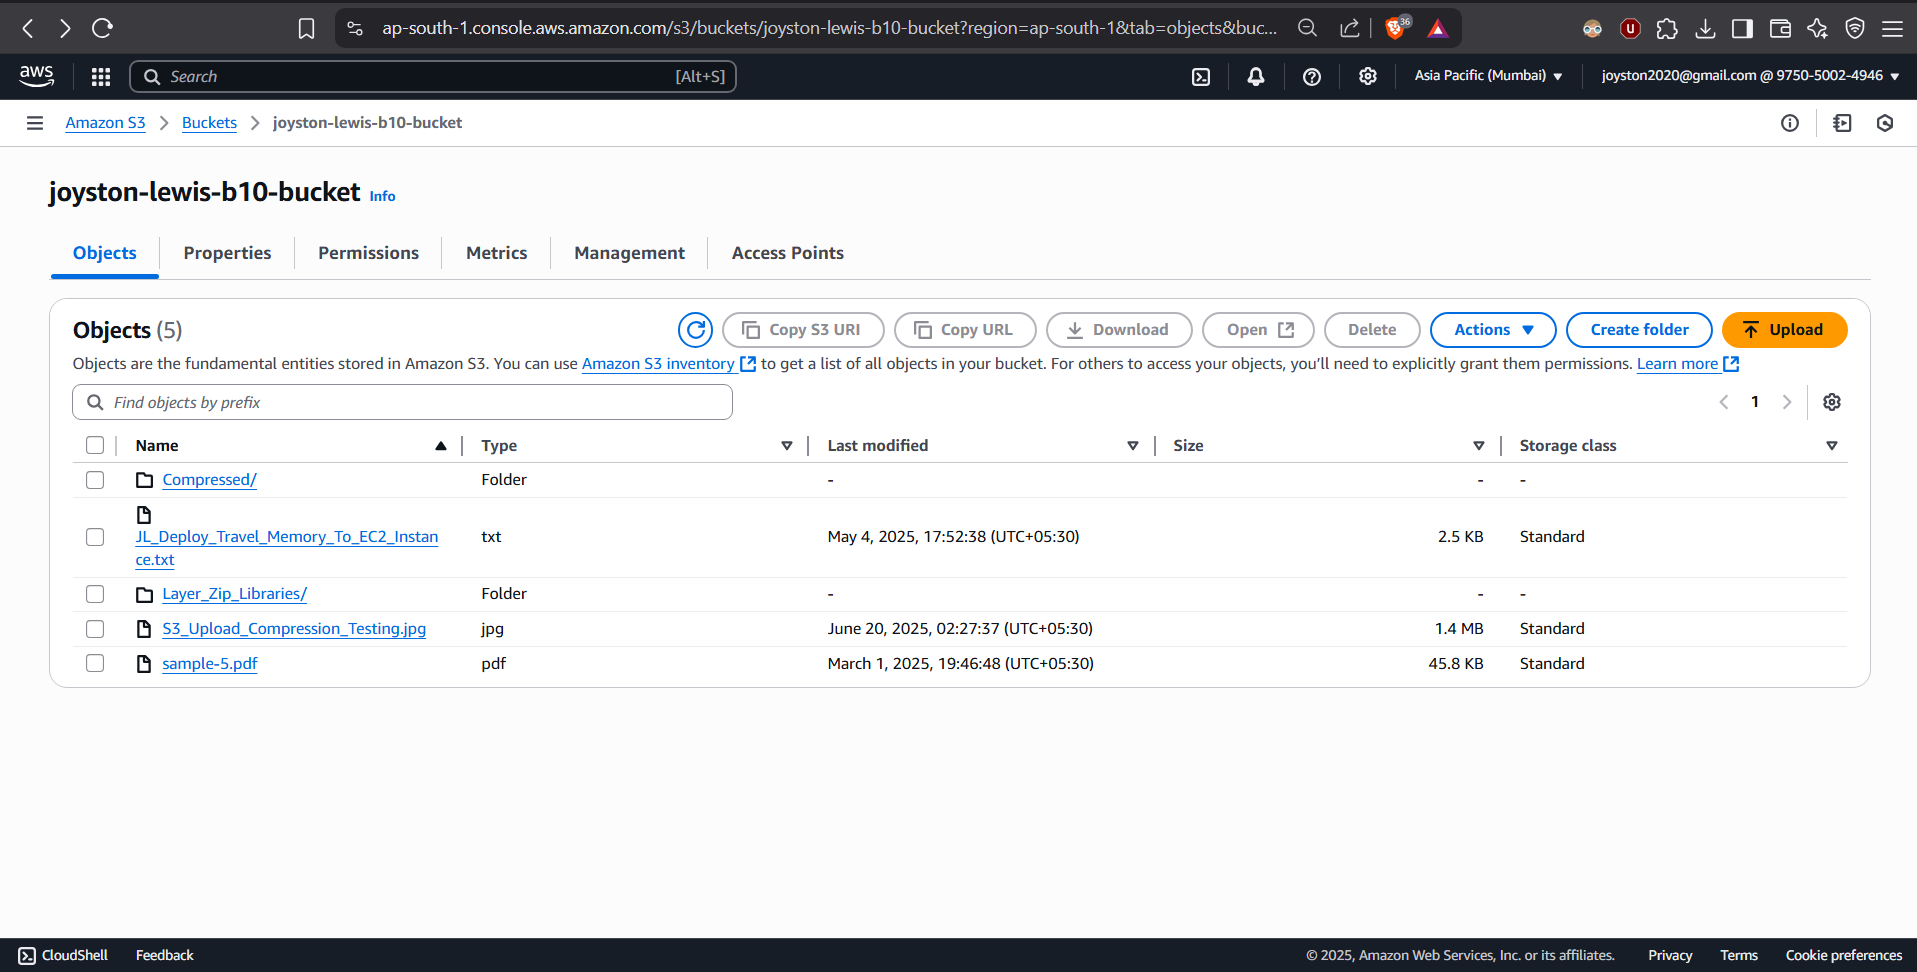 ap-south-1.console.aws.amazon.com/s3/buckets/joyston-lewis-b10-bucket?region=ap-south-1&tab=objects&buc...
36
U
aws
Search
[Alt+S]
Asia Pacific (Mumbai)
joyston2020@gmail.com @ 9750-5002-4946
Amazon S3
Buckets
joyston-lewis-b10-bucket
joyston-lewis-b10-bucket Info
Objects
Properties
Permissions
Metrics
Management
Access Points
Objects (5)
Copy S3 URI
Copy URL
Download
Open
Delete
Actions
Create folder
Upload
Objects are the fundamental entities stored in Amazon S3. You can use Amazon S3 inventory to get a list of all objects in your bucket. For others to access your objects, you'll need to explicitly grant them permissions. Learn more
Find objects by prefix
1
Name Type Last modified Size Storage class
Compressed/ Folder - - -
JL_Deploy_Travel_Memory_To_EC2_Instan
ce.txt
txt May 4, 2025, 17:52:38 (UTC+05:30) 2.5 KB Standard
Layer_Zip_Libraries/ Folder - - -
S3_Upload_Compression_Testing.jpg jpg June 20, 2025, 02:27:37 (UTC+05:30) 1.4 MB Standard
sample-5.pdf pdf March 1, 2025, 19:46:48 (UTC+05:30) 45.8 KB Standard
CloudShell
Feedback
© 2025, Amazon Web Services, Inc. or its affiliates.
Privacy
Terms
Cookie preferences